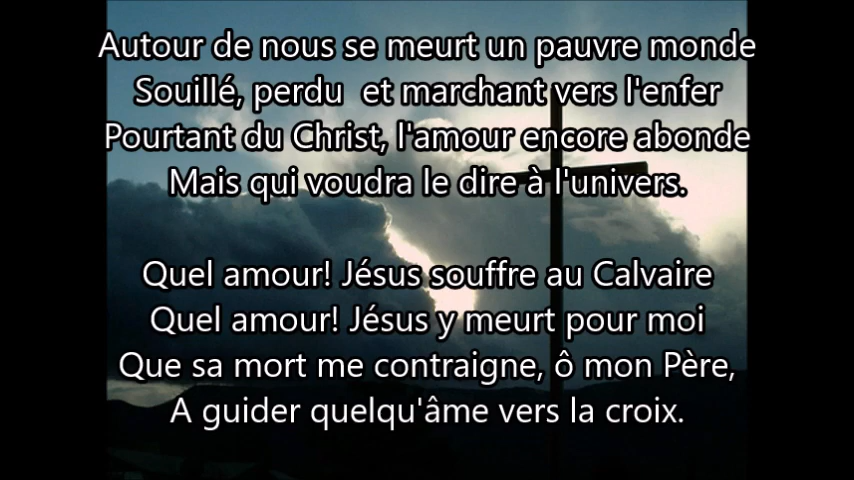 Autour de nous se meurt un pauvre monde
Souillé, perdu  et marchant vers l'enfer
Pourtant du Christ, l'amour encore abonde
Mais qui voudra le dire à l'univers.
Quel amour! Jésus souffre au Calvaire
Quel amour! Jésus y meurt pour moi
Que sa mort me contraigne, ô mon Père,
A guider quelqu'âme vers la croix.